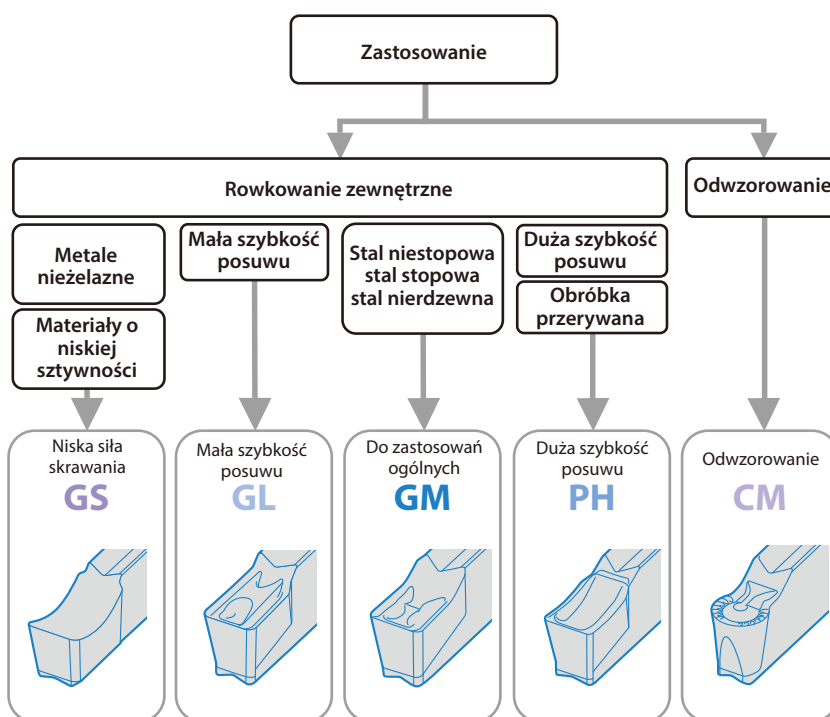 Zastosowanie
Rowkowanie zewnętrzne
Odwzorowanie
Metale
nieżelazne
Mała szybkość
posuwu
Stal niestopowa
stal stopowa
stal nierdzewna
Duża szybkość
posuwu
Materiały o
niskiej
sztywności
Obróbka
przerywana
Niska siła
skrawania
GS
Mała szybkość
posuwu
GL
Do zastosowań
ogólnych
GM
Duża szybkość
posuwu
PH
Odwzorowanie
CM